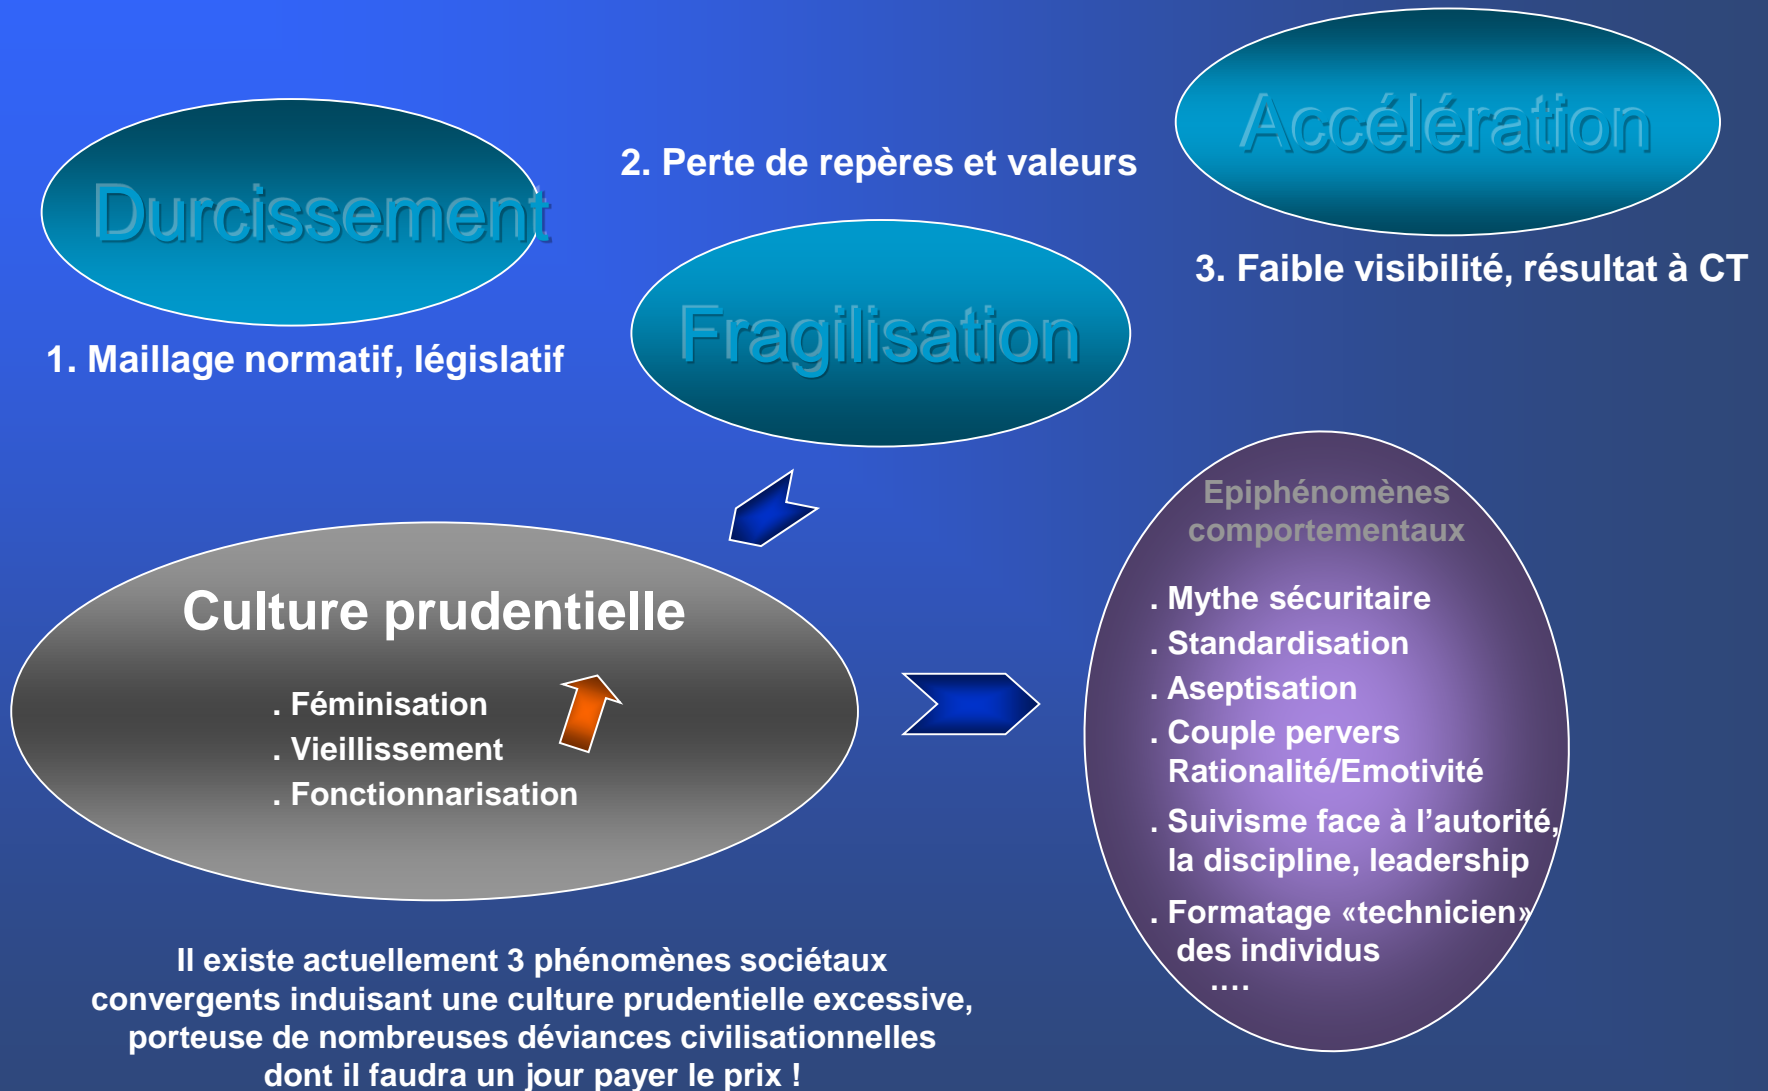 Durcissement
1. Maillage normatif, législatif
2. Perte de repères et valeurs
Fragilisation
Accélération
3. Faible visibilité, résultat à CT
Culture prudentielle
. Féminisation
. Vieillissement
. Fonctionnarisation
Epiphénomènes
comportementaux
. Mythe sécuritaire
. Standardisation
. Aseptisation
. Couple pervers
Rationalité/Emotivité
. Suivisme face à l’autorité,
la discipline, leadership
. Formatage «technicien»
des individus
….
Il existe actuellement 3 phénomènes sociétaux
convergents induisant une culture prudentielle excessive,
porteuse de nombreuses déviances civilisationnelles
dont il faudra un jour payer le prix !